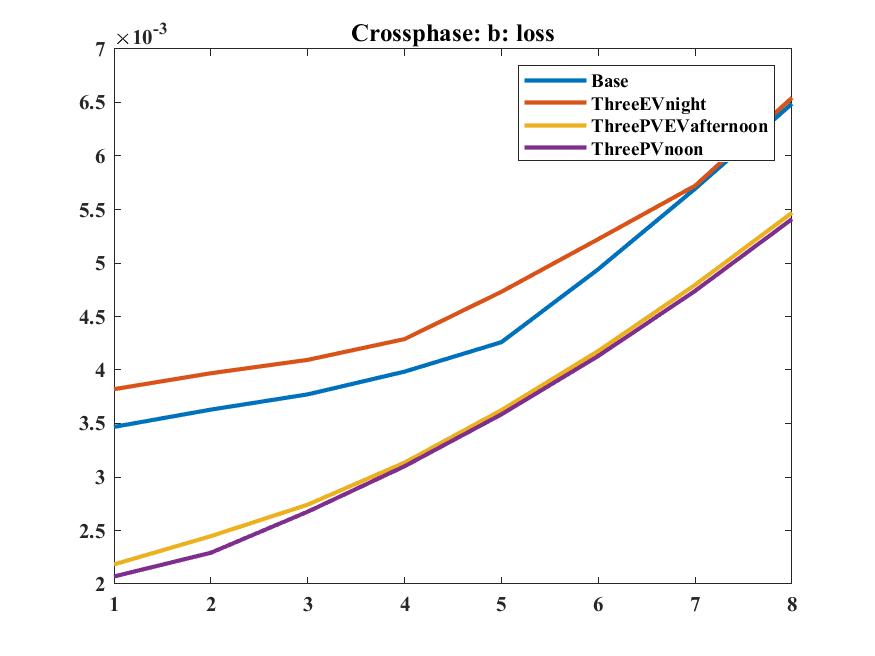 Crossphase: b: loss
×10-3
7
6.5
6
5.5
5
4.5
4
3.5
3
2.5
2
1 2 3 4 5 6 7 8
Base
ThreeEVnight
ThreePVEVafternoon
ThreePVnoon